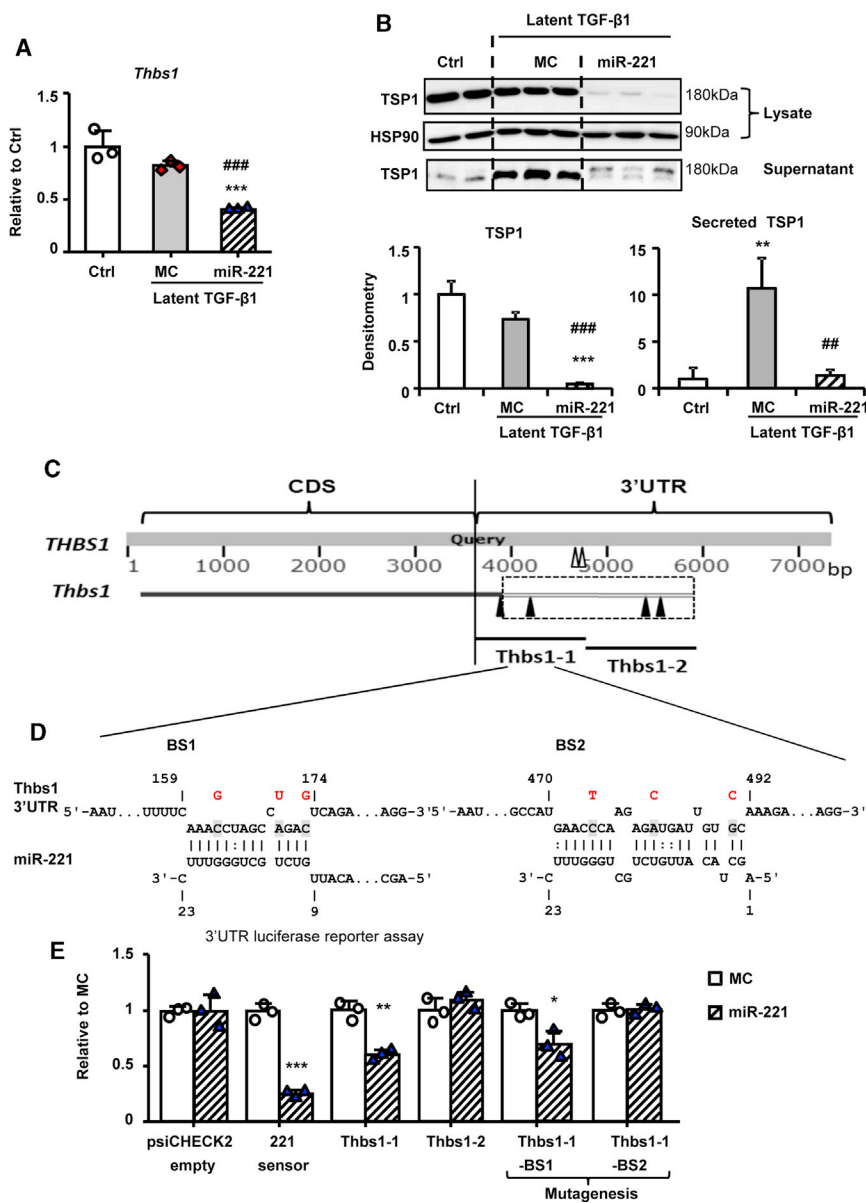 A
Thbs1
Relative to Ctrl
1.5
1
0.5
0
###
***
Ctrl
MC
miR-221
Latent TGF-β1
B
Latent TGF-β1
Ctrl
MC
miR-221
TSP1
180kDa
HSP90
90kDa
Lysate
TSP1
180kDa
Supernatant
TSP1
Densitometry
1.5
1
0.5
0
###
***
Ctrl
MC
miR-221
Latent TGF-β1
Secreted TSP1
15
10
5
0
**
##
Ctrl
MC
miR-221
Latent TGF-β1
C
CDS
3'UTR
THBS1
Query
1 1000 2000 3000 4000 5000 6000 7000 bp
Thbs1
Thbs1-1
Thbs1-2
D
BS1
159 174
G U G
Thbs1
3'UTR
5'-AAU...UUUUC C UCAGA...AGG-3'
AAACCUAGC AGAC
||||||:||| ||||
miR-221
UUUGGGUCG UCUG
3'-C UUACA...CGA-5'
23 9
BS2
470 492
T C C
5'-AAU...GCCAU AG U AAAGA...AGG-3'
GAACCCA AGAUGAU GU GC
UUUGGGU UCUGUUA CA CG
3'-C CG U A-5'
23 1
E
3'UTR luciferase reporter assay
Relative to MC
1.5
1
0.5
0
***
**
*
MC
miR-221
psiCHECK2
empty
221
sensor
Thbs1-1
Thbs1-2
Thbs1-1
-BS1
Thbs1-1
-BS2
Mutagenesis